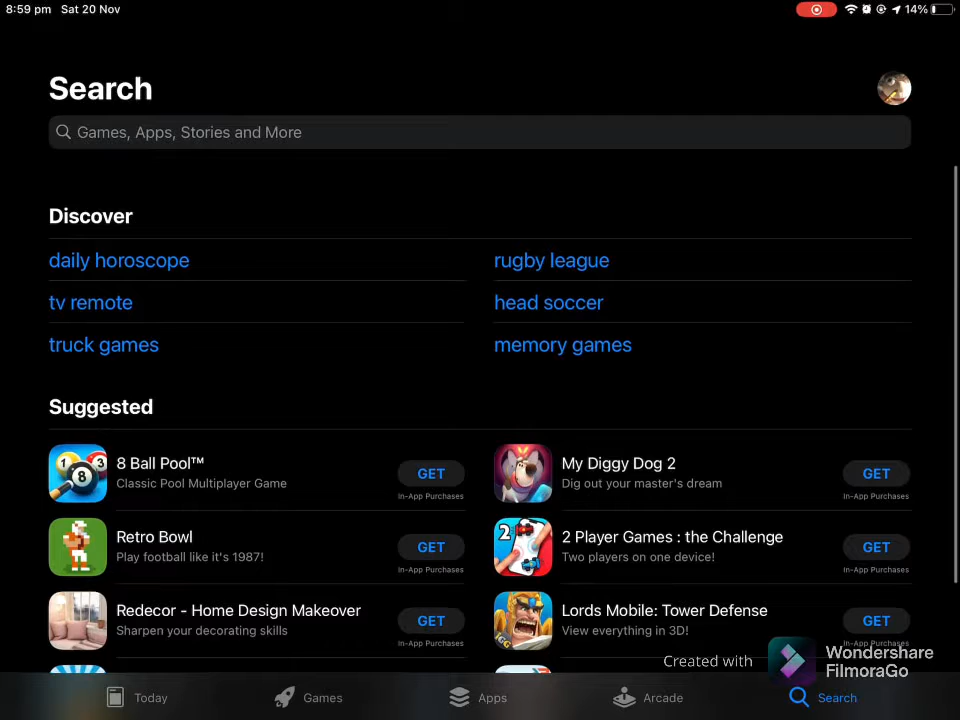 8:59 pm Sat 20 Nov
14%
Search
Games, Apps, Stories and More
Discover
daily horoscope
rugby league
tv remote
head soccer
truck games
memory games
Suggested
8 Ball Pool™
Classic Pool Multiplayer Game
GET
In-App Purchases
My Diggy Dog 2
Dig out your master's dream
GET
In-App Purchases
Retro Bowl
Play football like it's 1987!
GET
In-App Purchases
2 Player Games : the Challenge
Two players on one device!
GET
In-App Purchases
Redecor - Home Design Makeover
Sharpen your decorating skills
GET
In-App Purchases
Lords Mobile: Tower Defense
View everything in 3D!
GET
In-App Purchases
Created with
Wondershare
FilmoraGo
Today
Games
Apps
Arcade
Search